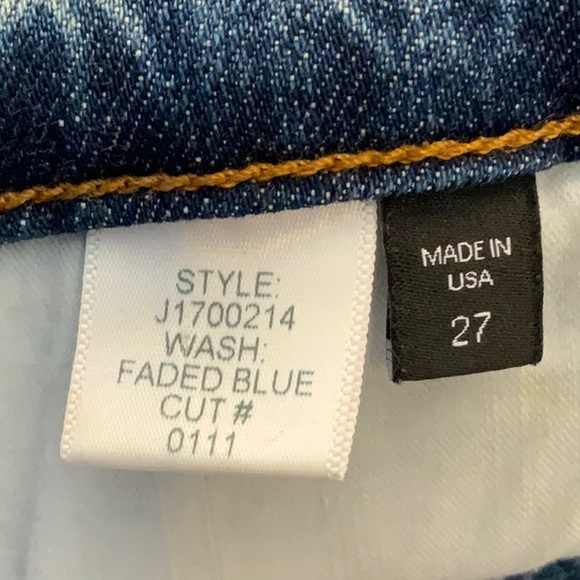 STYLE:
J1700214
WASH:
FADED BLUE
CUT #
0111
MADE IN
USA
27